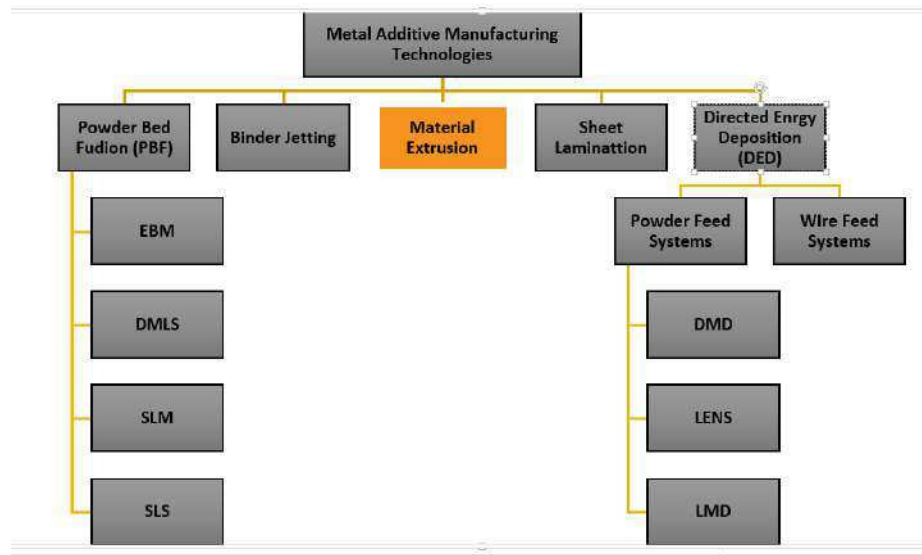 Metal Additive Manufacturing
Technologies
Powder Bed
Fudion (PBF)
Binder Jetting
Material
Extrusion
Sheet
Laminattion
Directed Enrgy
Deposition
(DED)
EBM
DMLS
SLM
SLS
Powder Feed
Systems
WIre Feed
Systems
DMD
LENS
LMD